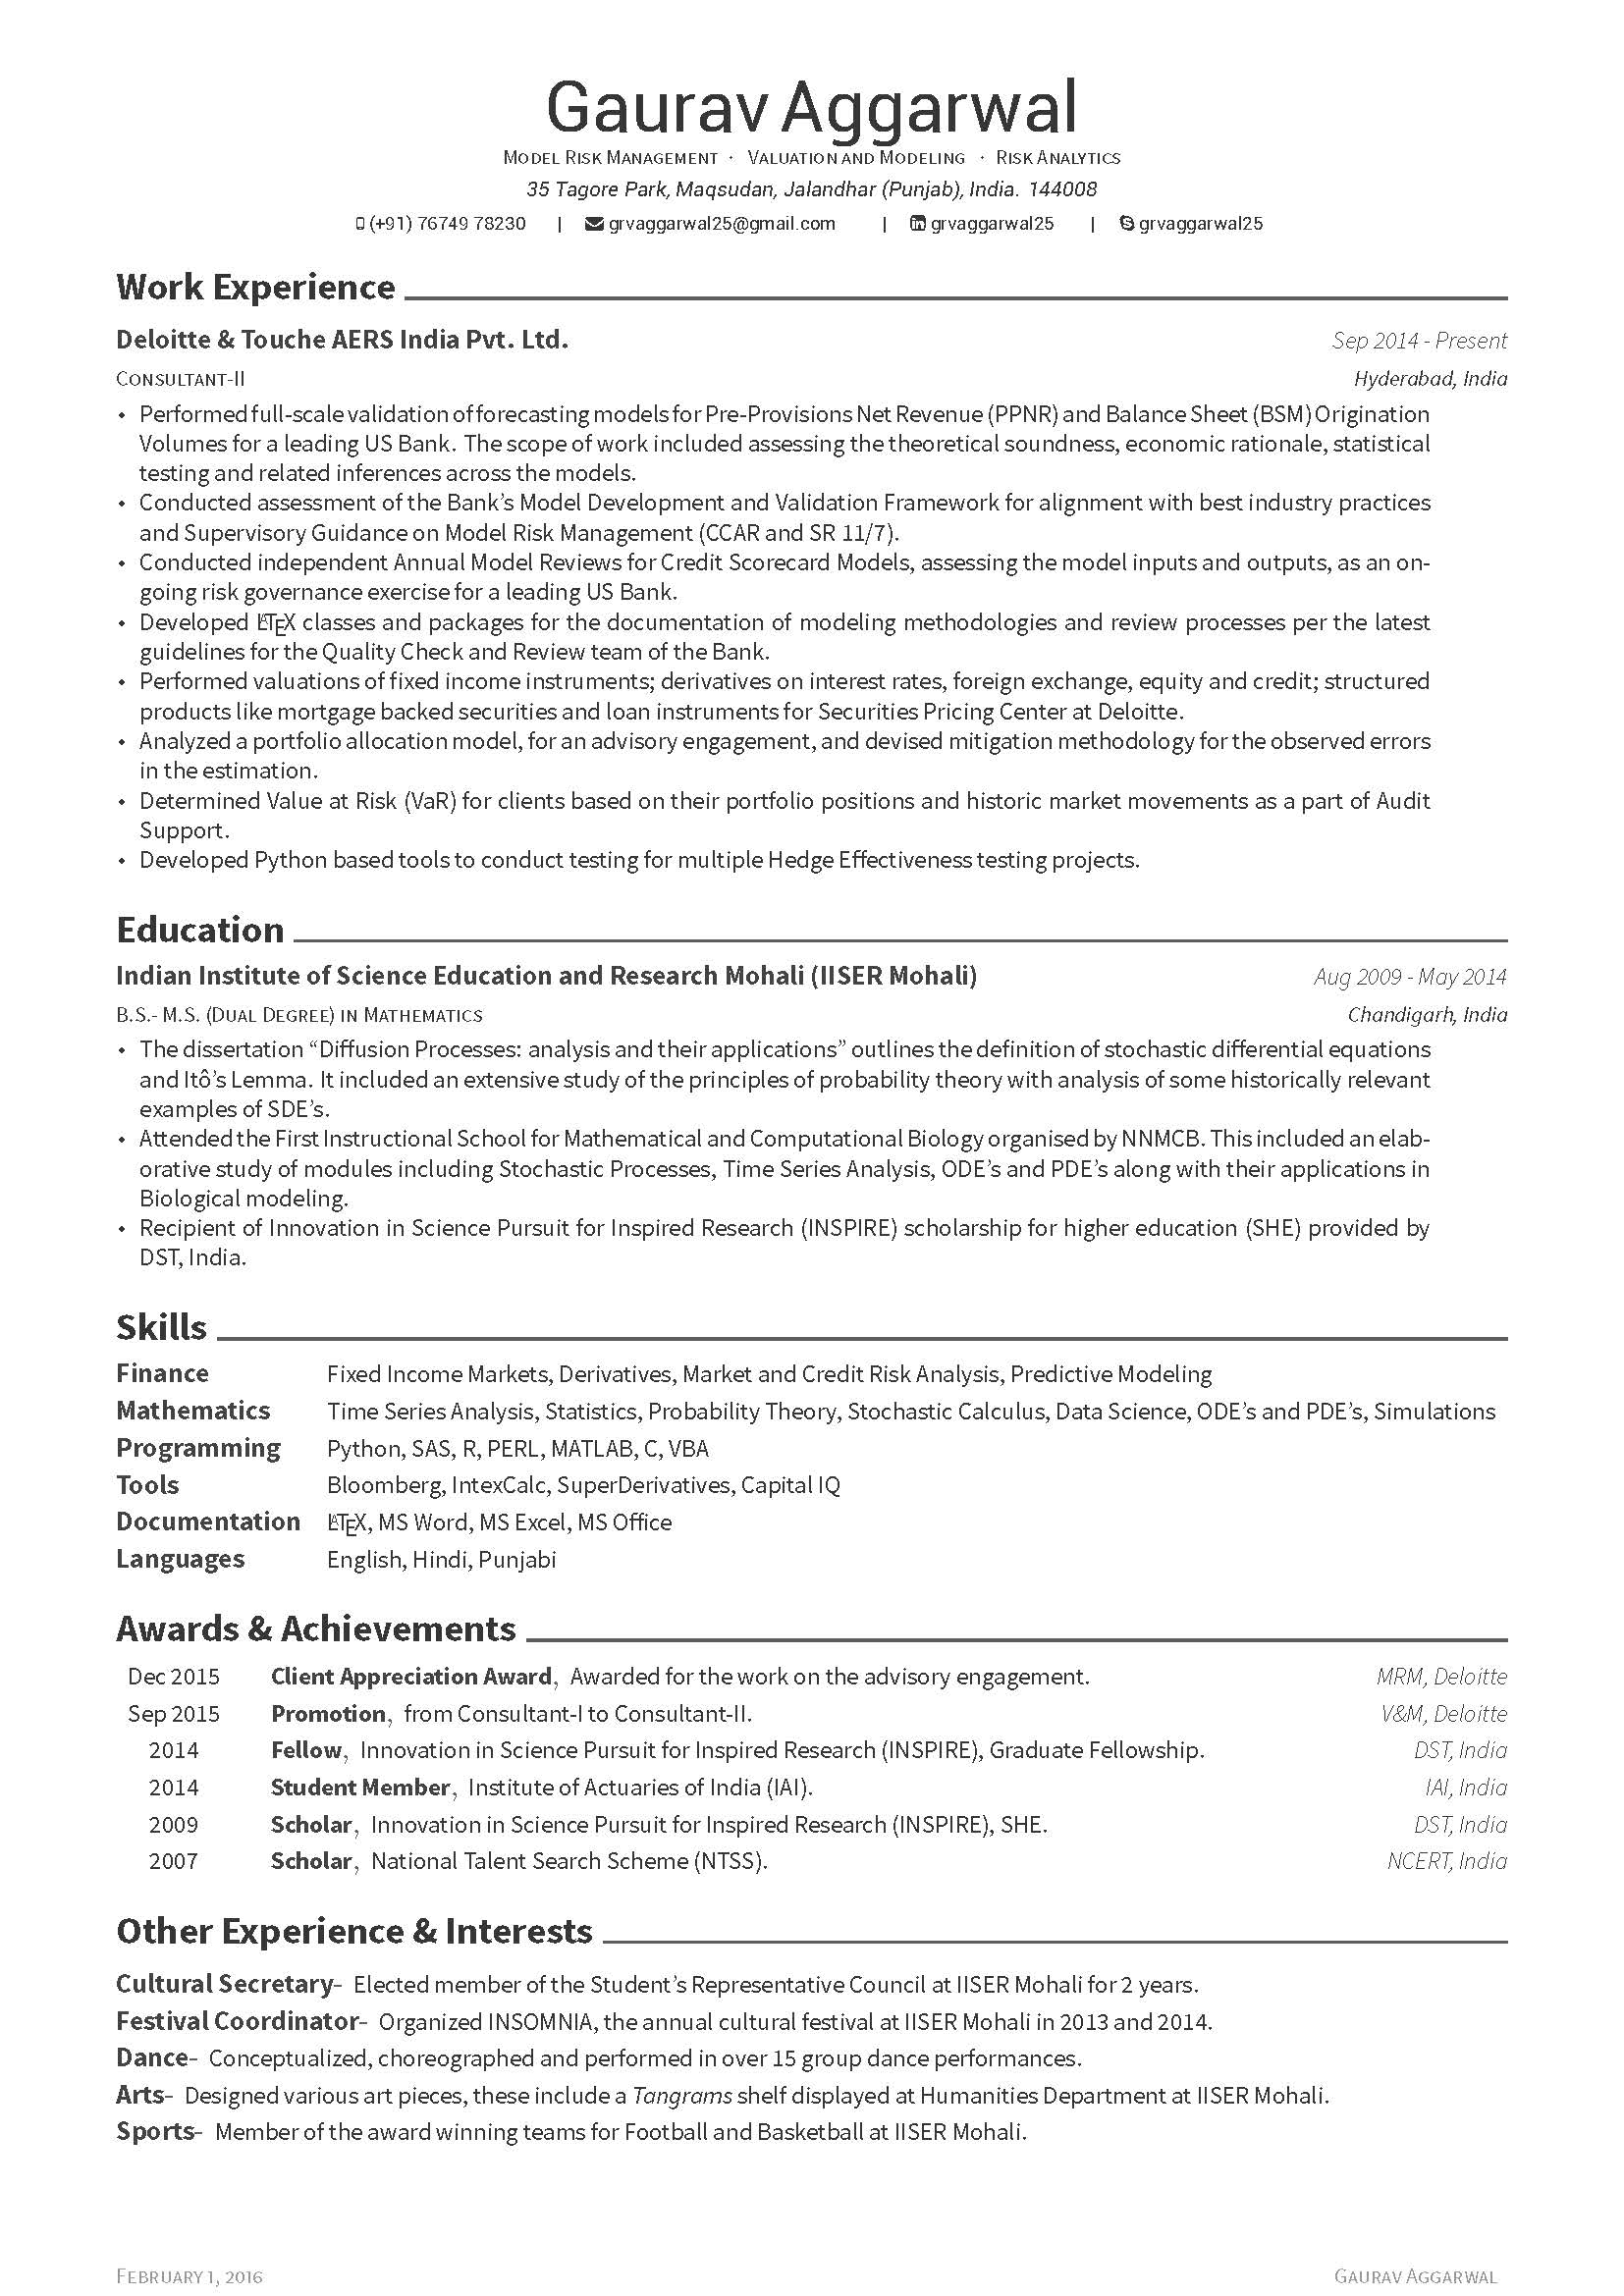 Gaurav Aggarwal
Model Risk Management · Valuation and Modeling · Risk Analytics
35 Tagore Park, Maqsudan, Jalandhar (Punjab), India. 144008
(+91) 76749 78230 | grvaggarwal25@gmail.com | grvaggarwal25 | grvaggarwal25
Work Experience
Deloitte & Touche AERS India Pvt. Ltd. Sep 2014 - Present
Consultant-II Hyderabad, India
• Performed full-scale validation of forecasting models for Pre-Provisions Net Revenue (PPNR) and Balance Sheet (BSM) Origination
Volumes for a leading US Bank. The scope of work included assessing the theoretical soundness, economic rationale, statistical
testing and related inferences across the models.
• Conducted assessment of the Bank’s Model Development and Validation Framework for alignment with best industry practices
and Supervisory Guidance on Model Risk Management (CCAR and SR 11/7).
• Conducted independent Annual Model Reviews for Credit Scorecard Models, assessing the model inputs and outputs, as an on-
going risk governance exercise for a leading US Bank.
• Developed LATEX classes and packages for the documentation of modeling methodologies and review processes per the latest
guidelines for the Quality Check and Review team of the Bank.
• Performed valuations of fixed income instruments; derivatives on interest rates, foreign exchange, equity and credit; structured
products like mortgage backed securities and loan instruments for Securities Pricing Center at Deloitte.
• Analyzed a portfolio allocation model, for an advisory engagement, and devised mitigation methodology for the observed errors
in the estimation.
• Determined Value at Risk (VaR) for clients based on their portfolio positions and historic market movements as a part of Audit
Support.
• Developed Python based tools to conduct testing for multiple Hedge Effectiveness testing projects.
Education
Indian Institute of Science Education and Research Mohali (IISER Mohali) Aug 2009 - May 2014
B.S.- M.S. (Dual Degree) in Mathematics Chandigarh, India
• The dissertation “Diffusion Processes: analysis and their applications” outlines the definition of stochastic differential equations
and Itô’s Lemma. It included an extensive study of the principles of probability theory with analysis of some historically relevant
examples of SDE’s.
• Attended the First Instructional School for Mathematical and Computational Biology organised by NNMCB. This included an elab-
orative study of modules including Stochastic Processes, Time Series Analysis, ODE’s and PDE’s along with their applications in
Biological modeling.
• Recipient of Innovation in Science Pursuit for Inspired Research (INSPIRE) scholarship for higher education (SHE) provided by
DST, India.
Skills
Finance Fixed Income Markets, Derivatives, Market and Credit Risk Analysis, Predictive Modeling
Mathematics Time Series Analysis, Statistics, Probability Theory, Stochastic Calculus, Data Science, ODE’s and PDE’s, Simulations
Programming Python, SAS, R, PERL, MATLAB, C, VBA
Tools Bloomberg, IntexCalc, SuperDerivatives, Capital IQ
Documentation LATEX, MS Word, MS Excel, MS Office
Languages English, Hindi, Punjabi
Awards & Achievements
Dec 2015 Client Appreciation Award, Awarded for the work on the advisory engagement. MRM, Deloitte
Sep 2015 Promotion, from Consultant-I to Consultant-II. V&M, Deloitte
2014 Fellow, Innovation in Science Pursuit for Inspired Research (INSPIRE), Graduate Fellowship. DST, India
2014 Student Member, Institute of Actuaries of India (IAI). IAI, India
2009 Scholar, Innovation in Science Pursuit for Inspired Research (INSPIRE), SHE. DST, India
2007 Scholar, National Talent Search Scheme (NTSS). NCERT, India
Other Experience & Interests
Cultural Secretary- Elected member of the Student’s Representative Council at IISER Mohali for 2 years.
Festival Coordinator- Organized INSOMNIA, the annual cultural festival at IISER Mohali in 2013 and 2014.
Dance- Conceptualized, choreographed and performed in over 15 group dance performances.
Arts- Designed various art pieces, these include a Tangrams shelf displayed at Humanities Department at IISER Mohali.
Sports- Member of the award winning teams for Football and Basketball at IISER Mohali.
February 1, 2016 Gaurav Aggarwal